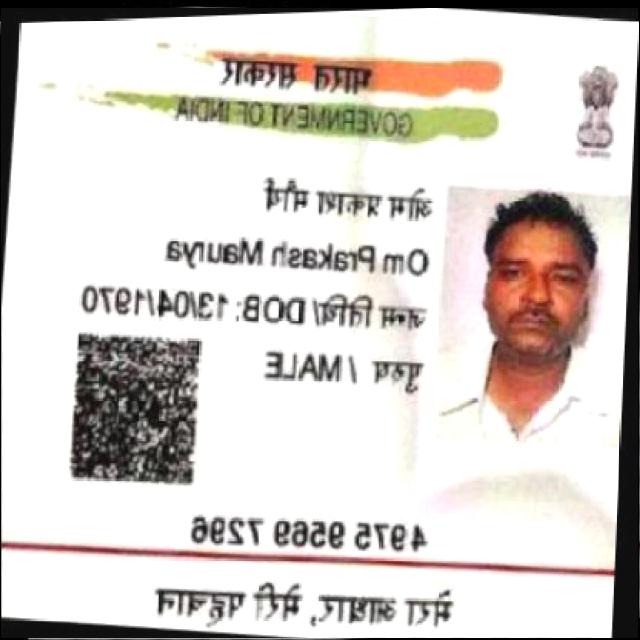 भारत सरकार
GOVERNMENT OF INDIA
ओम प्रकाश मौर्य
Om Prakash Maurya
जन्म तिथि/ DOB: 13/04/1970
पुरुष / MALE
4975 9569 7296
मेरा आधार, मेरी पहचान